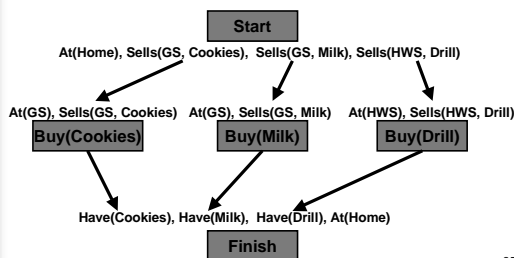 Start
At(Home), Sells(GS, Cookies), Sells(GS, Milk), Sells(HWS, Drill)
At(GS), Sells(GS, Cookies) At(GS), Sells(GS, Milk) At(HWS), Sells(HWS, Drill)
Buy(Cookies) Buy(Milk) Buy(Drill)
Have(Cookies), Have(Milk), Have(Drill), At(Home)
Finish